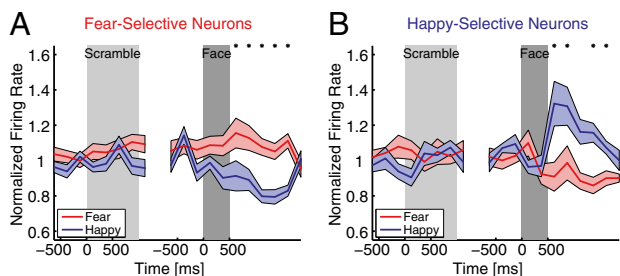 A
Fear-Selective Neurons
Normalized Firing Rate
1.6
1.4
1.2
1
0.8
0.6
Scramble
Face
Fear
Happy
−500 0 500 −500 0 500
Time [ms]
B
Happy-Selective Neurons
Normalized Firing Rate
1.6
1.4
1.2
1
0.8
0.6
Scramble
Face
Fear
Happy
−500 0 500 −500 0 500
Time [ms]